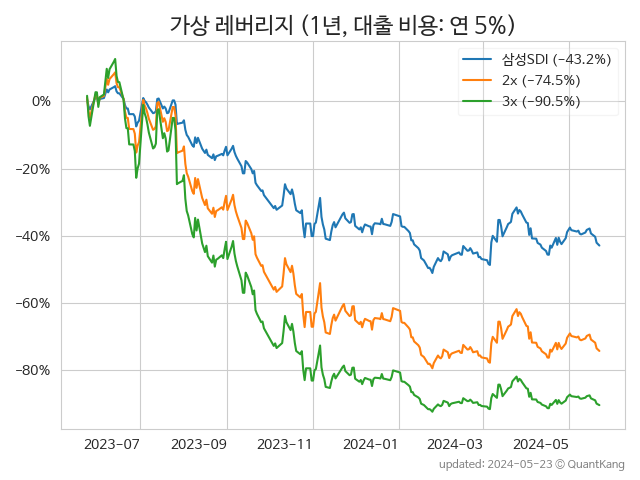 가상 레버리지 (1년, 대출 비용: 연 5%)
삼성SDI (−43.2%)
2x (−74.5%)
3x (−90.5%)
0%
−20%
−40%
−60%
−80%
2023-07 2023-09 2023-11 2024-01 2024-03 2024-05
updated: 2024-05-23 © QuantKang